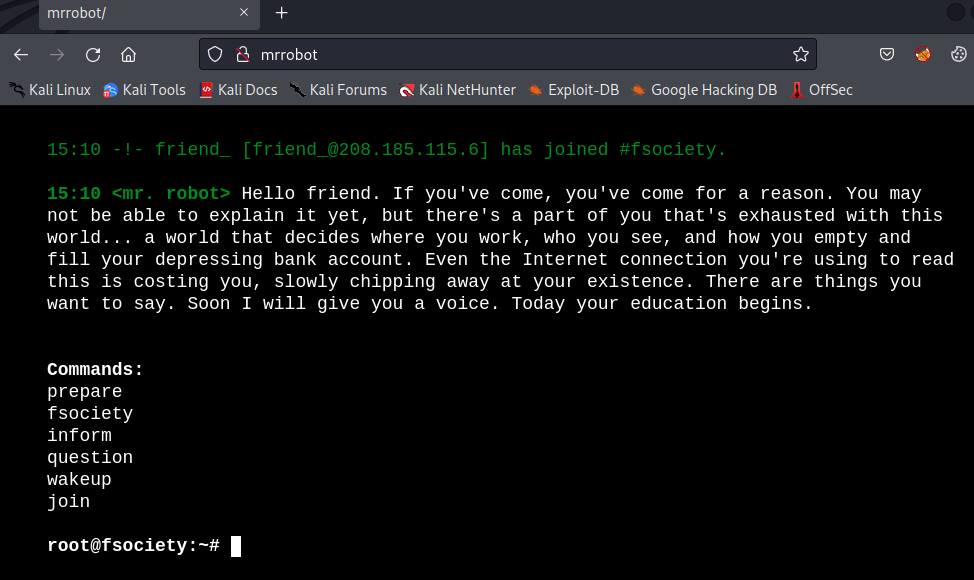 mrrobot/
mrrobot
Kali Linux
Kali Tools
Kali Docs
Kali Forums
Kali NetHunter
Exploit-DB
Google Hacking DB
OffSec
15:10 -!- friend_ [friend_@208.185.115.6] has joined #fsociety.
15:10 <mr. robot> Hello friend. If you've come, you've come for a reason. You may
not be able to explain it yet, but there's a part of you that's exhausted with this
world... a world that decides where you work, who you see, and how you empty and
fill your depressing bank account. Even the Internet connection you're using to read
this is costing you, slowly chipping away at your existence. There are things you
want to say. Soon I will give you a voice. Today your education begins.
Commands:
prepare
fsociety
inform
question
wakeup
join
root@fsociety:~#